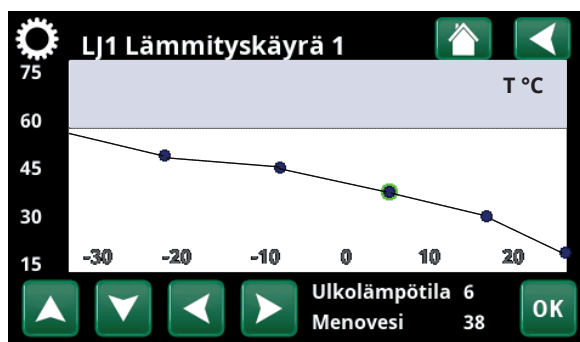 LJ1 Lämmityskäyrä 1
75
T °C
60
45
30
15
-30 -20 -10 0 10 20
Ulkolämpötila 6
Menovesi 38
OK